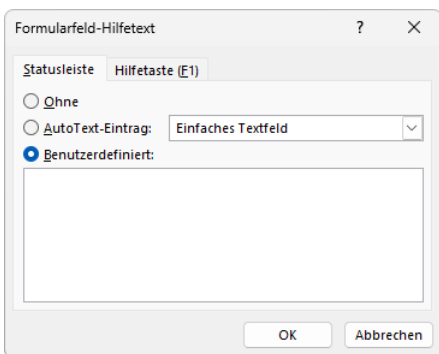 Formularfeld-Hilfetext ?
Statusleiste Hilfetaste (F1)
Ohne
AutoText-Eintrag: Einfaches Textfeld
Benutzerdefiniert:
OK Abbrechen